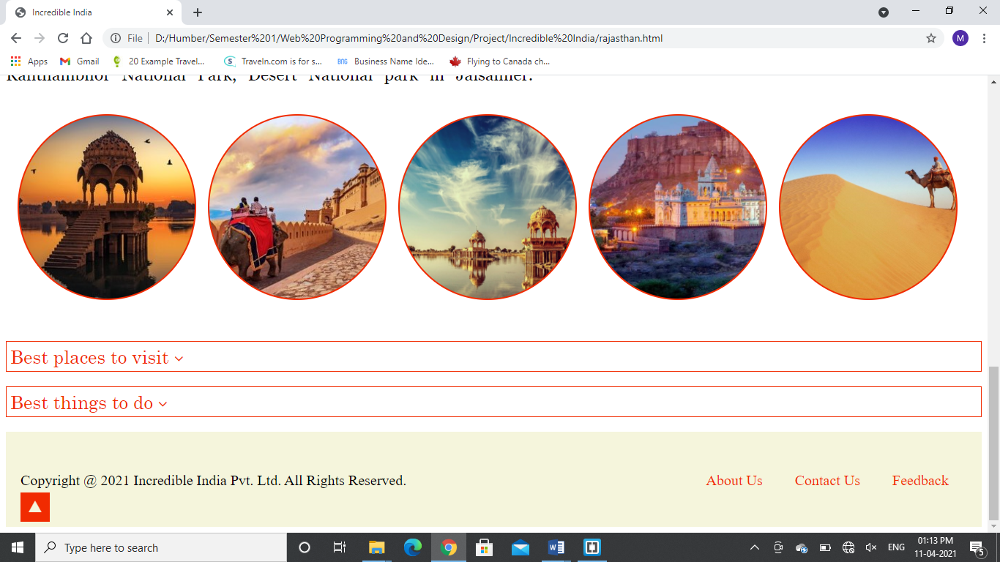 Incredible India
File
D:/Humber/Semester%201/Web%20Programming%20and%20Design/Project/Incredible%20India/rajasthan.html
M
Apps
Gmail
20 Example Travel...
Traveln.com is for s...
BNG Business Name Ide...
Flying to Canada ch...
Ranthambhor National Park, Desert National park in Jaisalmer.
Best places to visit
Best things to do
Copyright @ 2021 Incredible India Pvt. Ltd. All Rights Reserved.
About Us Contact Us Feedback
Type here to search
ENG
01:13 PM
11-04-2021
5